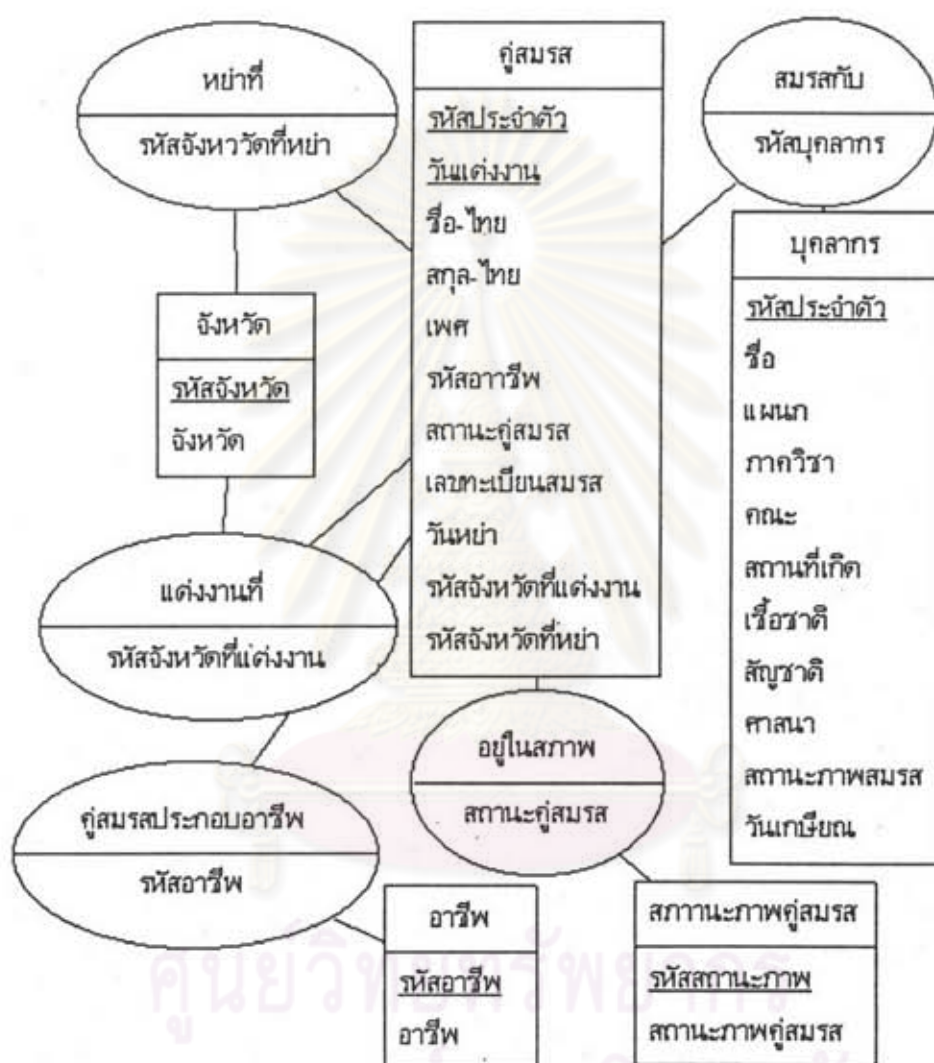 หย่าที่
รหัสจังหววัดที่หย่า
คู่สมรส
รหัสประจำตัว
วันแต่งงาน
ชื่อ-ไทย
สกุล-ไทย
เพศ
รหัสอาาชีพ
สถานะคู่สมรส
เลขทะเบียนสมรส
วันหย่า
รหัสจังหวัดที่แต่งงาน
รหัสจังหวัดที่หย่า
สมรสกับ
รหัสบุคลากร
บุคลากร
รหัสประจำตัว
ชื่อ
แผนก
ภาควิชา
คณะ
สถานที่เกิด
เชื้อชาติ
สัญชาติ
ศาสนา
สถานะภาพสมรส
วันเกษียณ
จังหวัด
รหัสจังหวัด
จังหวัด
แต่งงานที่
รหัสจังหวัดที่แต่งงาน
อยู่ในสภาพ
สถานะคู่สมรส
คู่สมรสประกอบอาชีพ
รหัสอาชีพ
อาชีพ
รหัสอาชีพ
อาชีพ
สภาานะภาพคู่สมรส
รหัสสถานะภาพ
สถานะภาพคู่สมรส
ศูนย์วิทยทรัพยากร